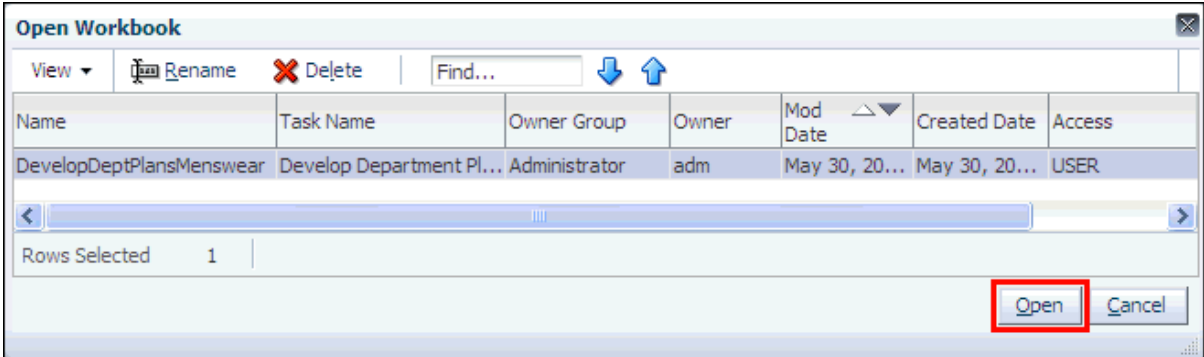 Open Workbook
View Rename Delete Find...
Name Task Name Owner Group Owner Mod Date Created Date Access
DevelopDeptPlansMenswear Develop Department Pl... Administrator adm May 30, 20... May 30, 20... USER
Rows Selected 1
Open Cancel